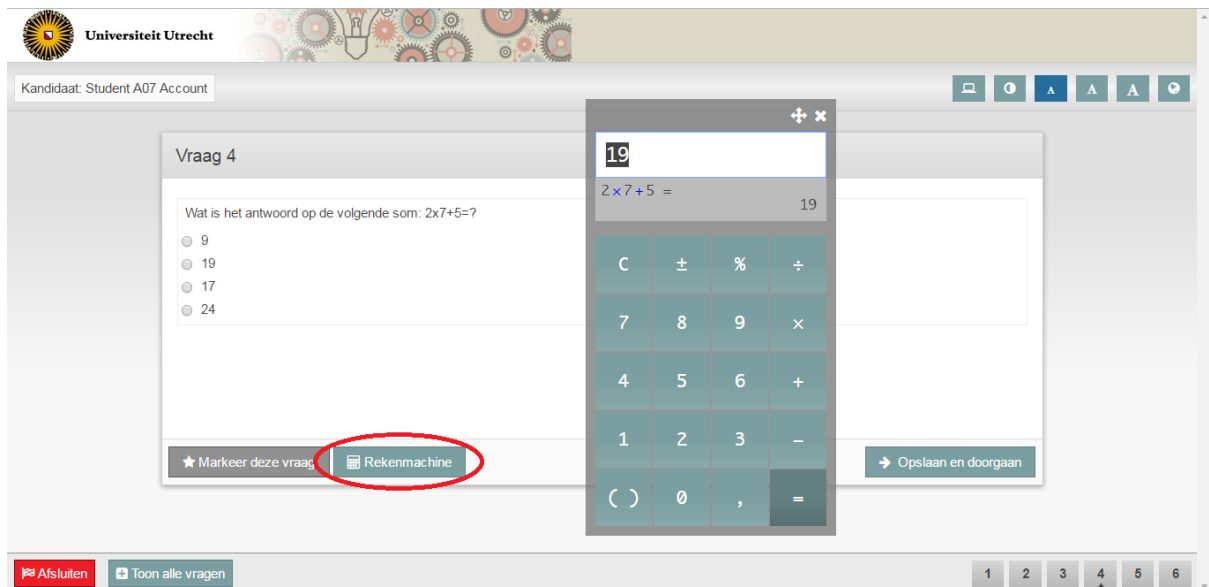 Universiteit Utrecht
Kandidaat: Student A07 Account
A A A
Vraag 4
Wat is het antwoord op de volgende som: 2x7+5=?
9
19
17
24
19
2×7+5 =
19
C ± % ÷
7 8 9 ×
4 5 6 +
1 2 3 −
( ) 0 , =
Markeer deze vraag
Rekenmachine
Opslaan en doorgaan
Afsluiten
Toon alle vragen
1 2 3 4 5 6